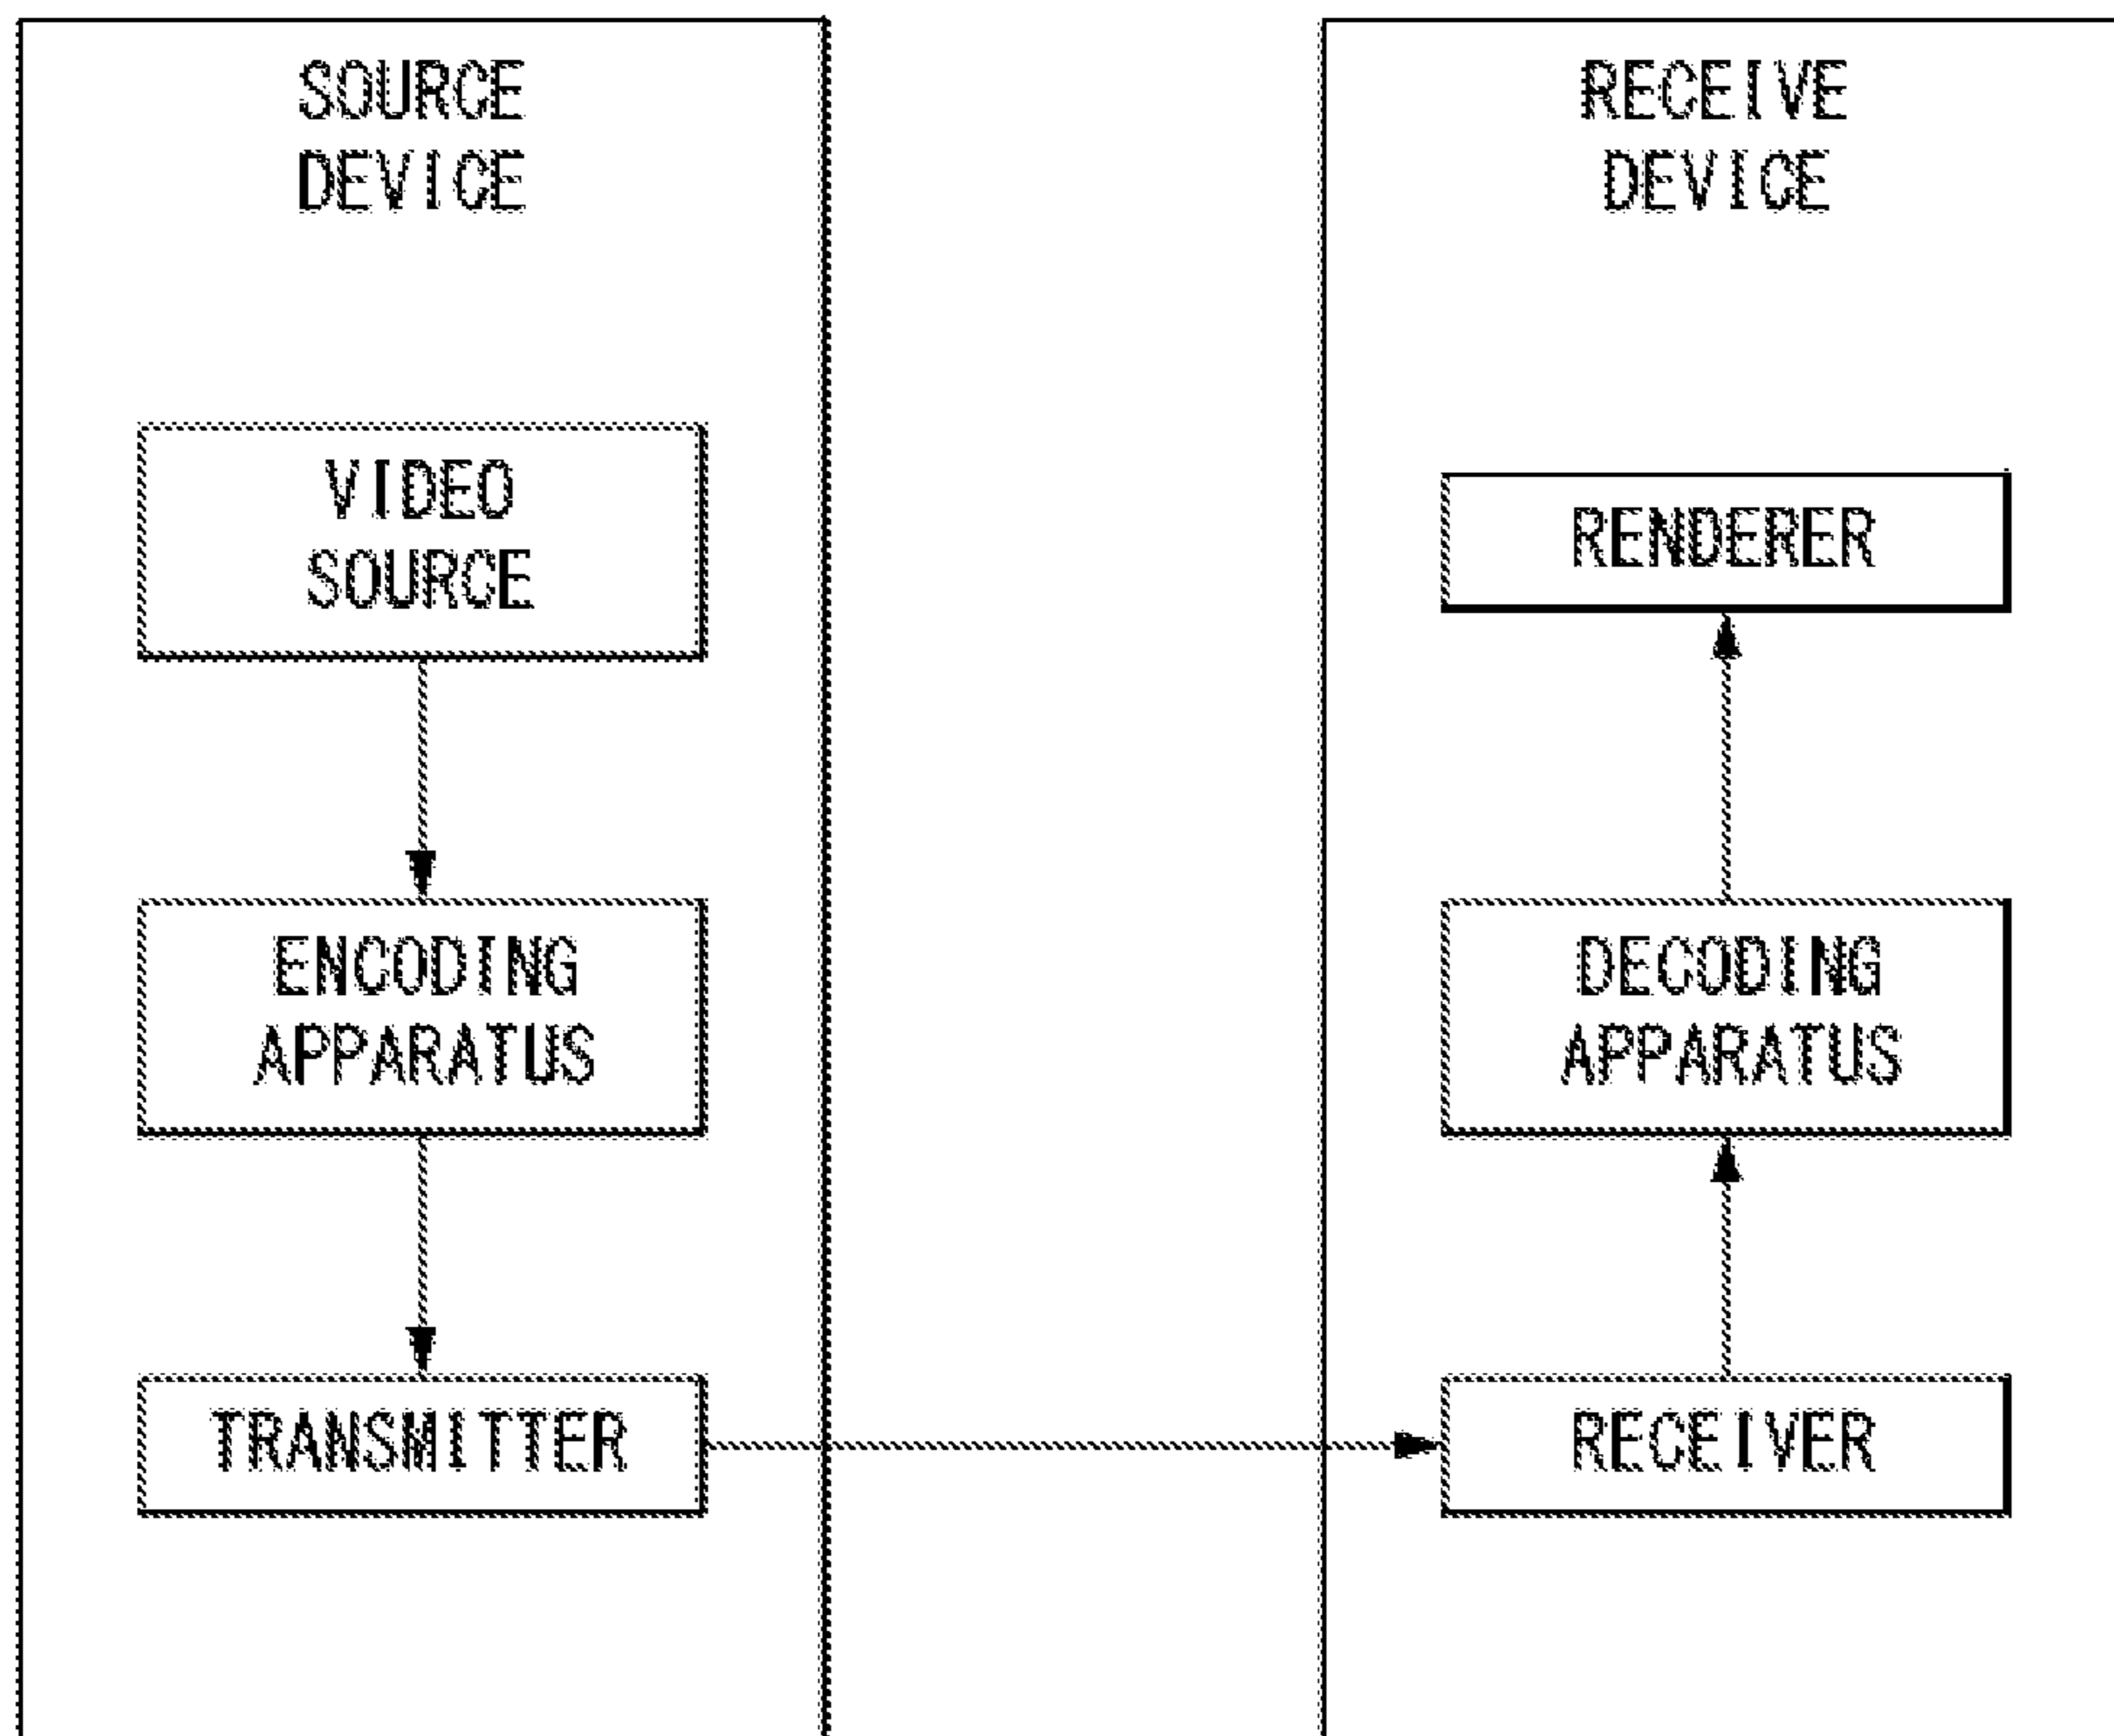 SOURCE
DEVICE
VIDEO
SOURCE
ENCODING
APPARATUS
TRANSMITTER
RECEIVE
DEVICE
RENDERER
DECODING
APPARATUS
RECEIVER